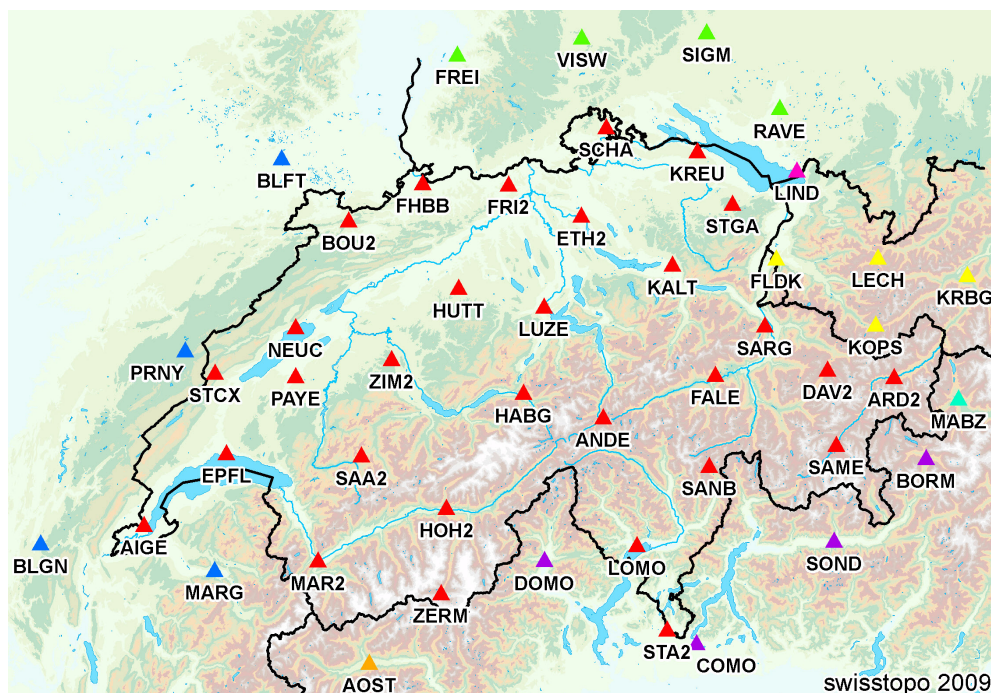 SIGM
VISW
FREI
RAVE
SCHA
KREU
BLFT
LIND
FHBB
FRI2
STGA
BOU2
ETH2
FLDK
LECH
KALT
KRBG
HUTT
LUZE
NEUC
SARG
KOPS
PRNY
ZIM2
STCX
PAYE
HABG
FALE
DAV2
ARD2
MABZ
ANDE
EPFL
SAA2
SANB
SAME
BORM
HOH2
AIGE
BLGN
MARG
MAR2
DOMO
LOMO
SOND
ZERM
STA2
COMO
AOST
swisstopo 2009